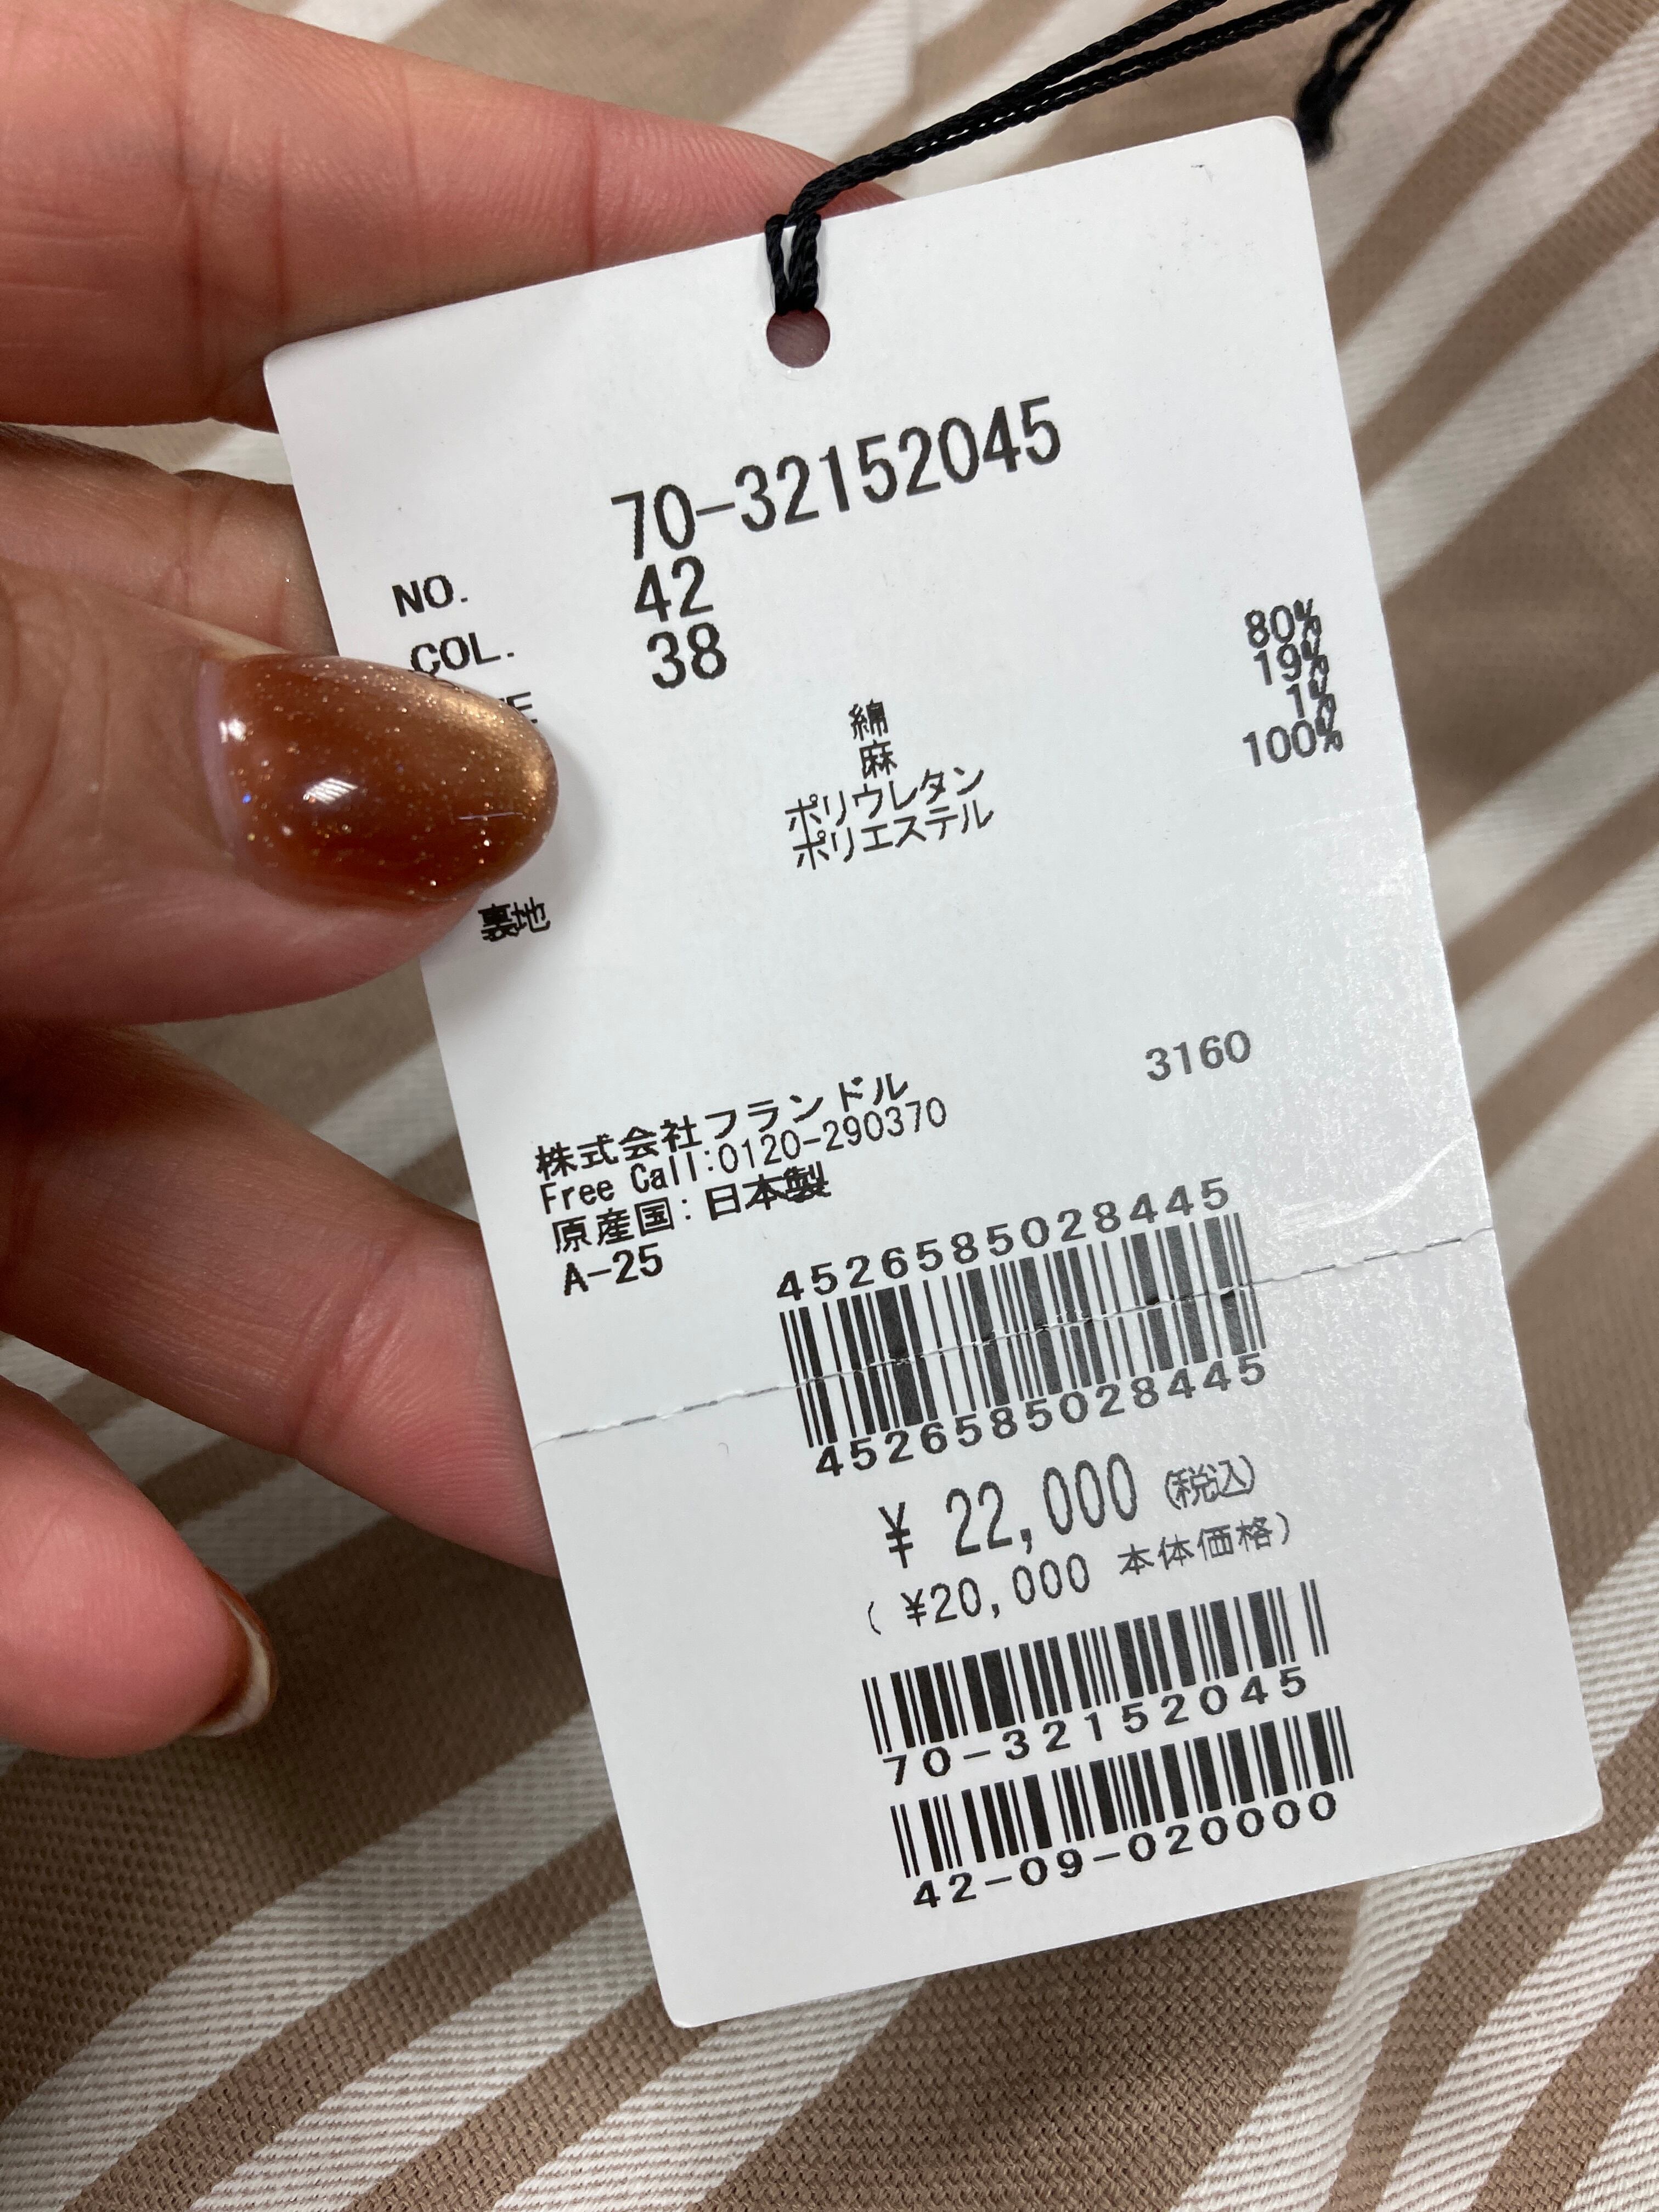 70-32152045
NO. 42
COL. 38
E
綿 80%
麻 19%
ポリウレタン 1%
裏地 ポリエステル 100%
3160
株式会社フランドル
Free Call:0120-290370
原産国:日本製
A-25
4526585028445
4526585028445
¥ 22,000 (税込)
( ¥20,000 本体価格)
70-32152045
42-09-020000